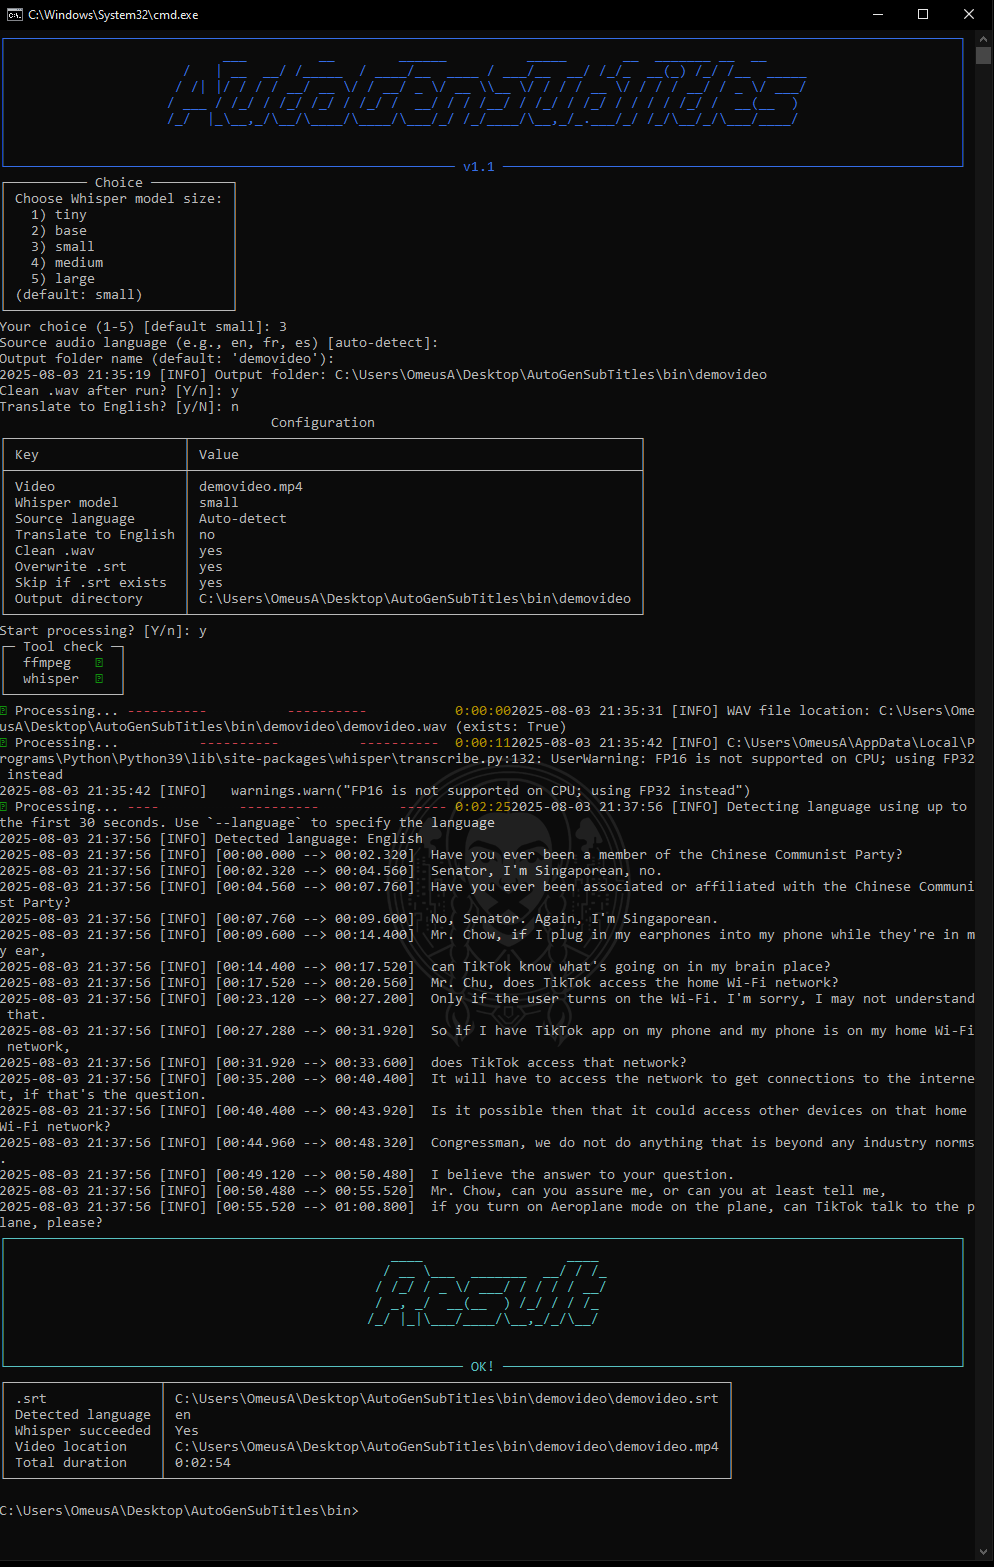 C:\Windows\System32\cmd.exe
AutoGenSubTitles
v1.1
Choice
Choose Whisper model size:
1) tiny
2) base
3) small
4) medium
5) large
(default: small)
Your choice (1-5) [default small]: 3
Source audio language (e.g., en, fr, es) [auto-detect]:
Output folder name (default: 'demovideo'):
2025-08-03 21:35:19 [INFO] Output folder: C:\Users\OmeusA\Desktop\AutoGenSubTitles\bin\demovideo
Clean .wav after run? [Y/n]: y
Translate to English? [y/N]: n
Configuration
Key Value
Video demovideo.mp4
Whisper model small
Source language Auto-detect
Translate to English no
Clean .wav yes
Overwrite .srt yes
Skip if .srt exists yes
Output directory C:\Users\OmeusA\Desktop\AutoGenSubTitles\bin\demovideo
Start processing? [Y/n]: y
Tool check
ffmpeg
whisper
Processing... ---------- ---------- 0:00:002025-08-03 21:35:31 [INFO] WAV file location: C:\Users\Ome
usA\Desktop\AutoGenSubTitles\bin\demovideo\demovideo.wav (exists: True)
Processing... ---------- ---------- 0:00:112025-08-03 21:35:42 [INFO] C:\Users\OmeusA\AppData\Local\P
rograms\Python\Python39\lib\site-packages\whisper\transcribe.py:132: UserWarning: FP16 is not supported on CPU; using FP32
instead
2025-08-03 21:35:42 [INFO] warnings.warn("FP16 is not supported on CPU; using FP32 instead")
Processing... ---- ---------- ------ 0:02:252025-08-03 21:37:56 [INFO] Detecting language using up to
the first 30 seconds. Use `--language` to specify the language
2025-08-03 21:37:56 [INFO] Detected language: English
2025-08-03 21:37:56 [INFO] [00:00.000 --> 00:02.320] Have you ever been a member of the Chinese Communist Party?
2025-08-03 21:37:56 [INFO] [00:02.320 --> 00:04.560] Senator, I'm Singaporean, no.
2025-08-03 21:37:56 [INFO] [00:04.560 --> 00:07.760] Have you ever been associated or affiliated with the Chinese Communi
st Party?
2025-08-03 21:37:56 [INFO] [00:07.760 --> 00:09.600] No, Senator. Again, I'm Singaporean.
2025-08-03 21:37:56 [INFO] [00:09.600 --> 00:14.400] Mr. Chow, if I plug in my earphones into my phone while they're in m
y ear,
2025-08-03 21:37:56 [INFO] [00:14.400 --> 00:17.520] can TikTok know what's going on in my brain place?
2025-08-03 21:37:56 [INFO] [00:17.520 --> 00:20.560] Mr. Chu, does TikTok access the home Wi-Fi network?
2025-08-03 21:37:56 [INFO] [00:23.120 --> 00:27.200] Only if the user turns on the Wi-Fi. I'm sorry, I may not understand
that.
2025-08-03 21:37:56 [INFO] [00:27.280 --> 00:31.920] So if I have TikTok app on my phone and my phone is on my home Wi-Fi
network,
2025-08-03 21:37:56 [INFO] [00:31.920 --> 00:33.600] does TikTok access that network?
2025-08-03 21:37:56 [INFO] [00:35.200 --> 00:40.400] It will have to access the network to get connections to the interne
t, if that's the question.
2025-08-03 21:37:56 [INFO] [00:40.400 --> 00:43.920] Is it possible then that it could access other devices on that home
Wi-Fi network?
2025-08-03 21:37:56 [INFO] [00:44.960 --> 00:48.320] Congressman, we do not do anything that is beyond any industry norms
.
2025-08-03 21:37:56 [INFO] [00:49.120 --> 00:50.480] I believe the answer to your question.
2025-08-03 21:37:56 [INFO] [00:50.480 --> 00:55.520] Mr. Chow, can you assure me, or can you at least tell me,
2025-08-03 21:37:56 [INFO] [00:55.520 --> 01:00.800] if you turn on Aeroplane mode on the plane, can TikTok talk to the p
lane, please?
Result
OK!
.srt C:\Users\OmeusA\Desktop\AutoGenSubTitles\bin\demovideo\demovideo.srt
Detected language en
Whisper succeeded Yes
Video location C:\Users\OmeusA\Desktop\AutoGenSubTitles\bin\demovideo\demovideo.mp4
Total duration 0:02:54
C:\Users\OmeusA\Desktop\AutoGenSubTitles\bin>